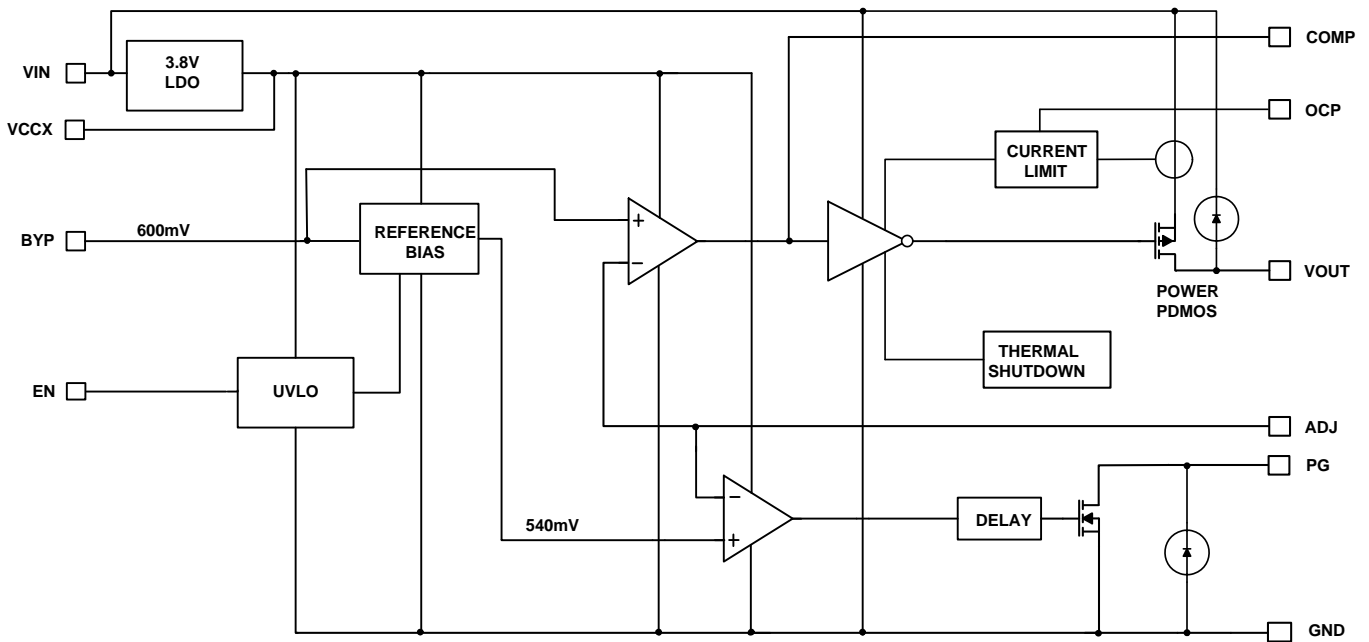 COMP
VIN
3.8V
LDO
OCP
VCCX
CURRENT
LIMIT
BYP
600mV
REFERENCE
BIAS
+
−
VOUT
POWER
PDMOS
THERMAL
SHUTDOWN
EN
UVLO
ADJ
PG
−
DELAY
540mV
+
GND